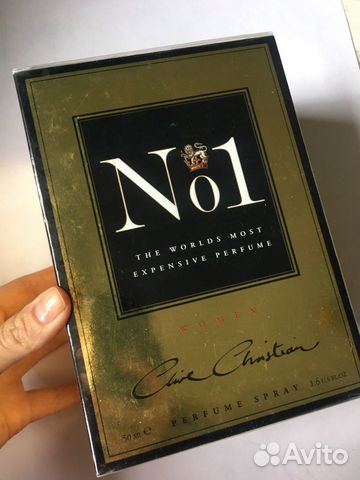 No1
THE WORLDS MOST
EXPENSIVE PERFUME
WOMEN
Clive Christian
50 ml e PERFUME SPRAY 1.6 U.S. FL OZ
Avito